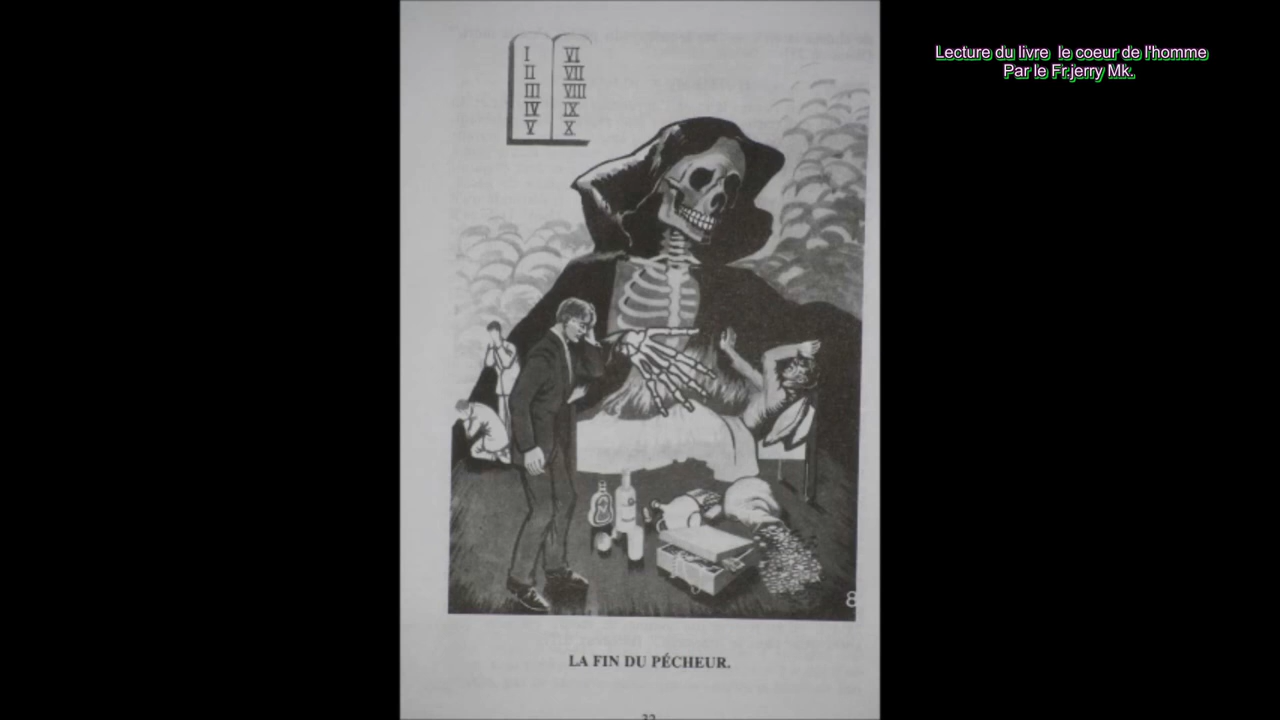 Lecture du livre le coeur de l'homme
Par le Fr.jerry Mk.
I VI
II VII
III VIII
IV IX
V X
8
LA FIN DU PÉCHEUR.